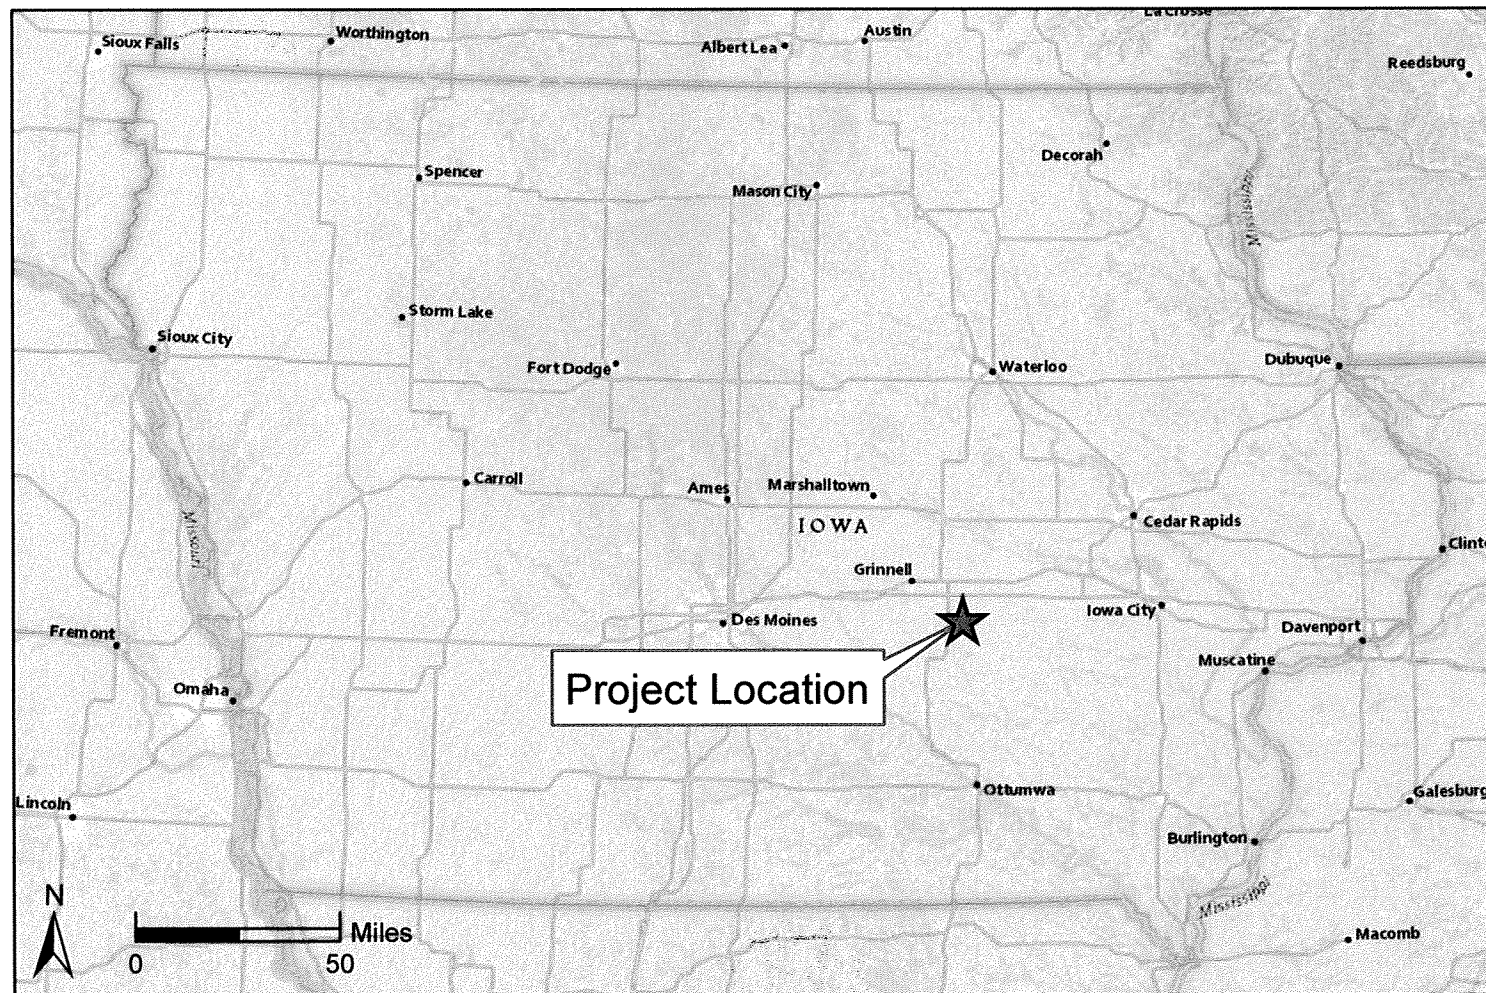 La Crosse
Sioux Falls
Worthington
Albert Lea
Austin
Reedsburg
Decorah
Spencer
Mason City
Mississippi
Storm Lake
Sioux City
Fort Dodge
Waterloo
Dubuque
Carroll
Ames
Marshalltown
IOWA
Cedar Rapids
Missouri
Clinto
Grinnell
Iowa City
Des Moines
Fremont
Davenport
Muscatine
Omaha
Project Location
Ottumwa
Galesburg
Lincoln
Burlington
Mississippi
N
Miles
Macomb
0 50